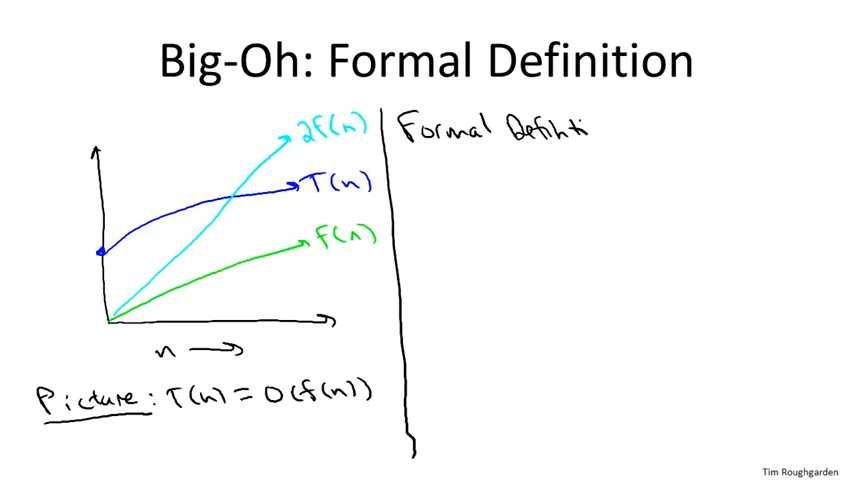 Big-Oh: Formal Definition
2f(n)
T(n)
f(n)
n →
Picture: T(n) = O(f(n))
Formal Definiti
Tim Roughgarden